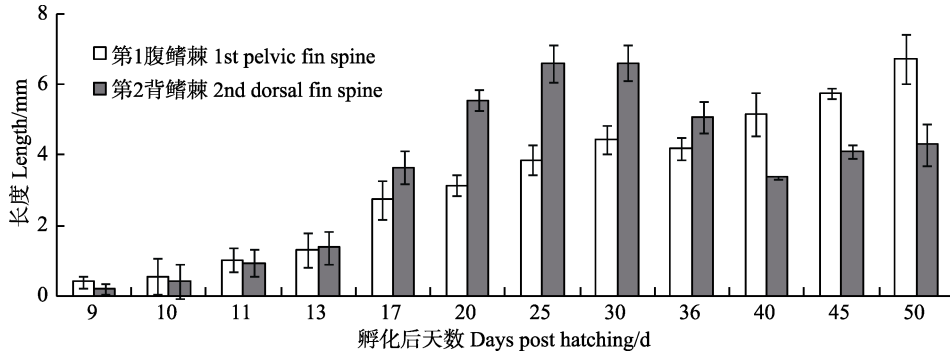 8
6
4
2
0
长度 Length/mm
第1腹鳍棘 1st pelvic fin spine
第2背鳍棘 2nd dorsal fin spine
9 10 11 13 17 20 25 30 36 40 45 50
孵化后天数 Days post hatching/d